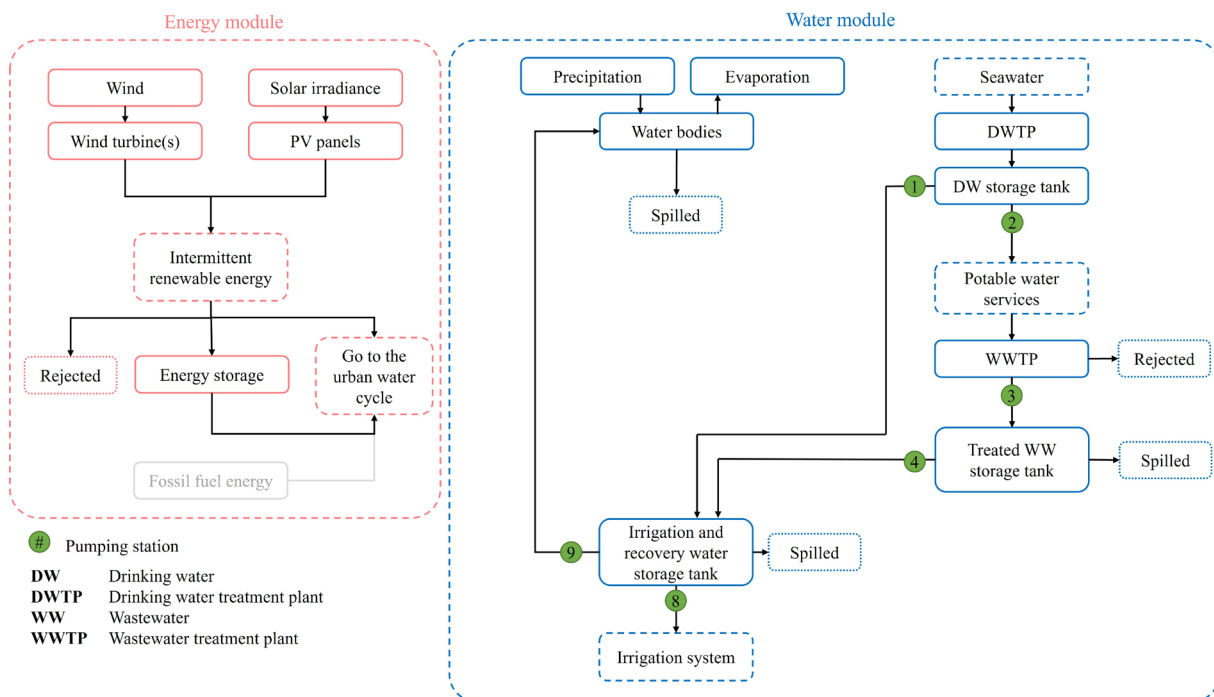 Energy module
Wind
Solar irradiance
Wind turbine(s)
PV panels
Intermittent
renewable energy
Rejected
Energy storage
Go to the
urban water
cycle
Fossil fuel energy
# Pumping station
DW Drinking water
DWTP Drinking water treatment plant
WW Wastewater
WWTP Wastewater treatment plant
Water module
Precipitation
Evaporation
Seawater
Water bodies
DWTP
1
DW storage tank
Spilled
2
Potable water
services
WWTP
Rejected
3
4
Treated WW
storage tank
Spilled
9
Irrigation and
recovery water
storage tank
Spilled
8
Irrigation system